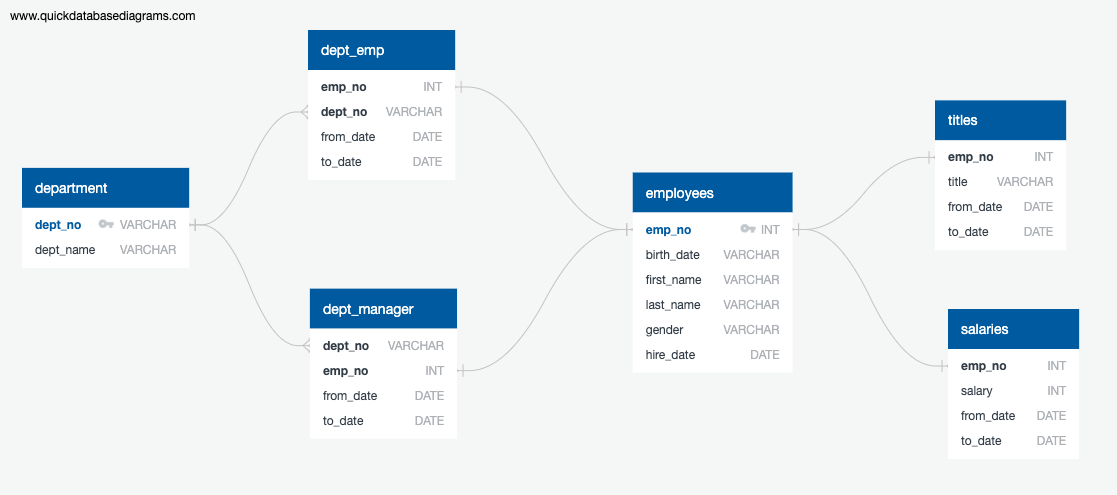 www.quickdatabasediagrams.com
dept_emp
emp_no INT
dept_no VARCHAR
from_date DATE
to_date DATE
department
dept_no VARCHAR
dept_name VARCHAR
dept_manager
dept_no VARCHAR
emp_no INT
from_date DATE
to_date DATE
employees
emp_no INT
birth_date VARCHAR
first_name VARCHAR
last_name VARCHAR
gender VARCHAR
hire_date DATE
titles
emp_no INT
title VARCHAR
from_date DATE
to_date DATE
salaries
emp_no INT
salary INT
from_date DATE
to_date DATE